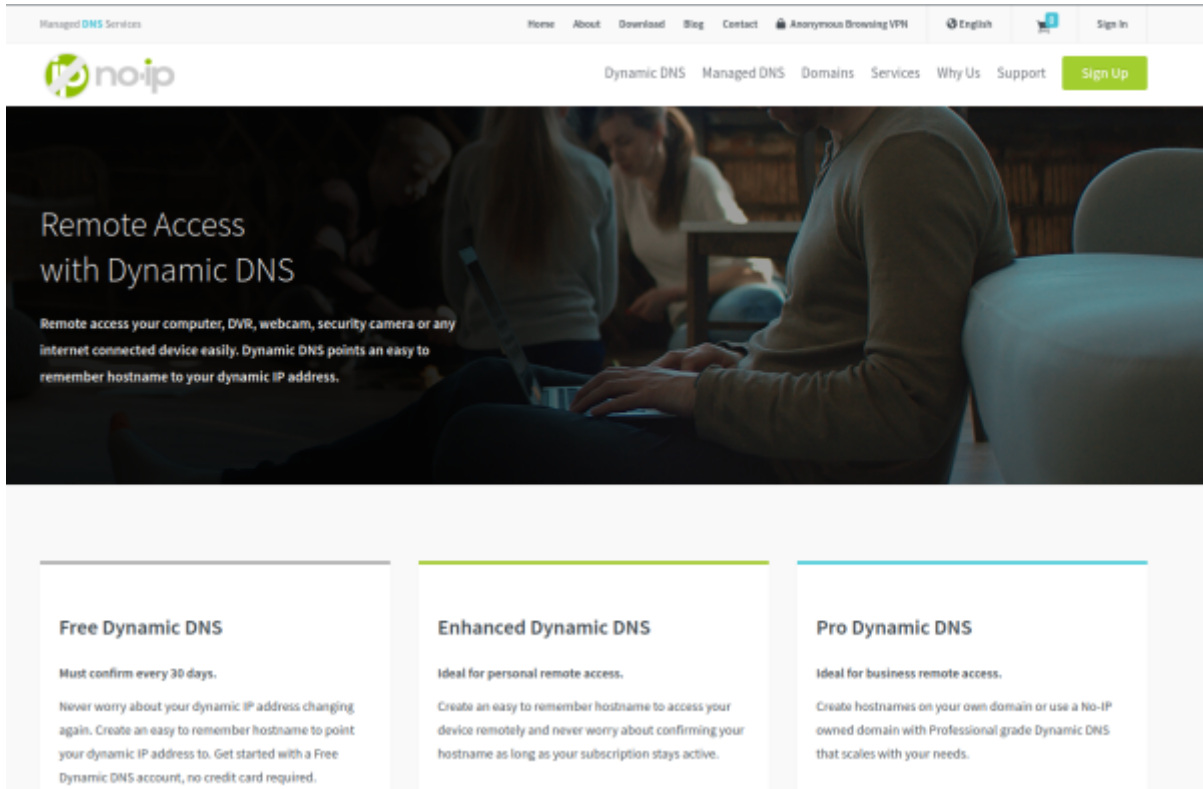 Managed DNS Services
Home About Download Blog Contact Anonymous Browsing VPN English 0 Sign In
ip no·ip
Dynamic DNS Managed DNS Domains Services Why Us Support Sign Up
Remote Access
with Dynamic DNS
Remote access your computer, DVR, webcam, security camera or any
internet connected device easily. Dynamic DNS points an easy to
remember hostname to your dynamic IP address.
Free Dynamic DNS
Must confirm every 30 days.
Never worry about your dynamic IP address changing
again. Create an easy to remember hostname to point
your dynamic IP address to. Get started with a Free
Dynamic DNS account, no credit card required.
Enhanced Dynamic DNS
Ideal for personal remote access.
Create an easy to remember hostname to access your
device remotely and never worry about confirming your
hostname as long as your subscription stays active.
Pro Dynamic DNS
Ideal for business remote access.
Create hostnames on your own domain or use a No-IP
owned domain with Professional grade Dynamic DNS
that scales with your needs.